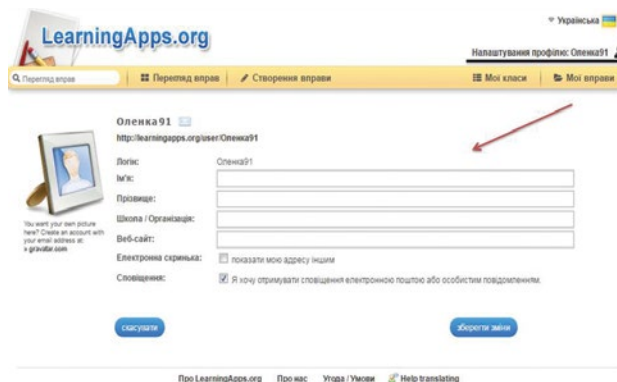 LearningApps.org
Українська
Налаштування профілю: Оленка91
Перегляд вправ
Перегляд вправ
Створення вправи
Мої класи
Мої вправи
Оленка91
http://learningapps.org/user/Оленка91
Логін: Оленка91
Ім'я:
Прізвище:
Школа / Організація:
Веб-сайт:
Електронна скринька: показати мою адресу іншим
Сповіщення: Я хочу отримувати сповіщення електронною поштою або особистим повідомленням.
You want your own picture
here? Create an account with
your email address at:
» gravatar.com
скасувати
зберегти зміни
Про LearningApps.org Про нас Угода / Умови Help translating